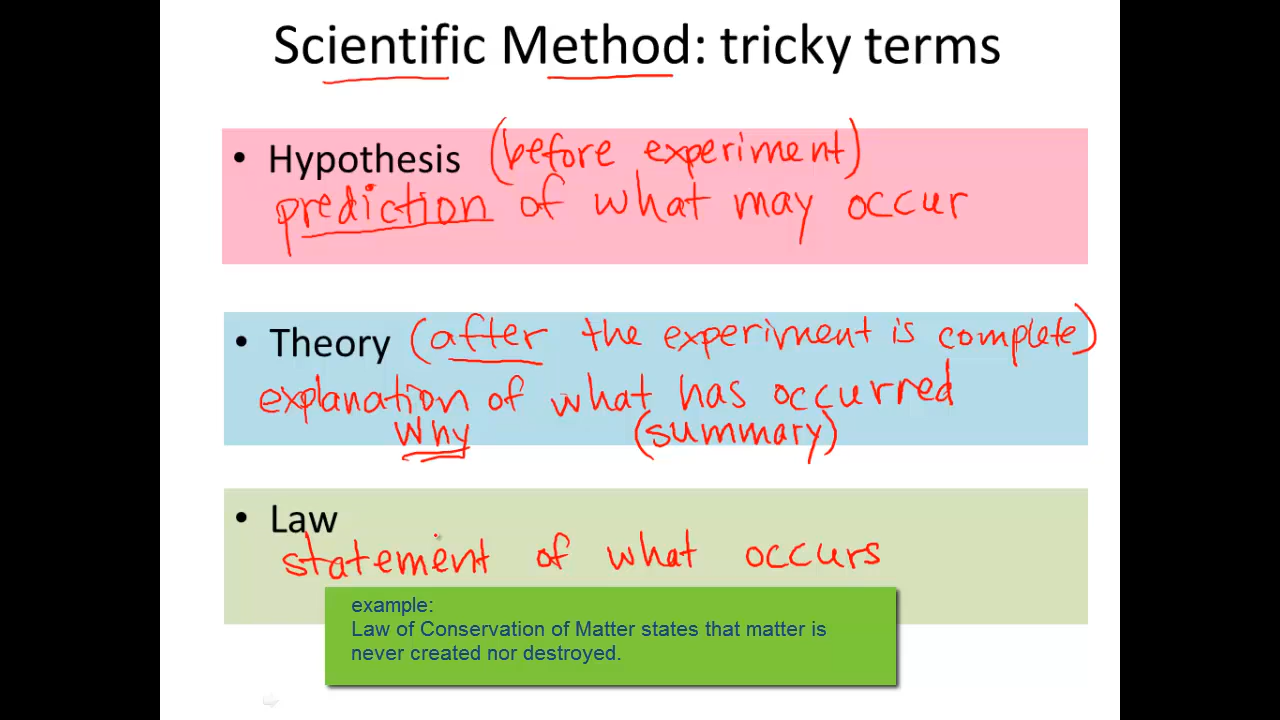 Scientific Method: tricky terms
• Hypothesis (before experiment)
prediction of what may occur
• Theory (after the experiment is complete)
explanation of what has occurred
Why (summary)
• Law
statement of what occurs
example:
Law of Conservation of Matter states that matter is
never created nor destroyed.